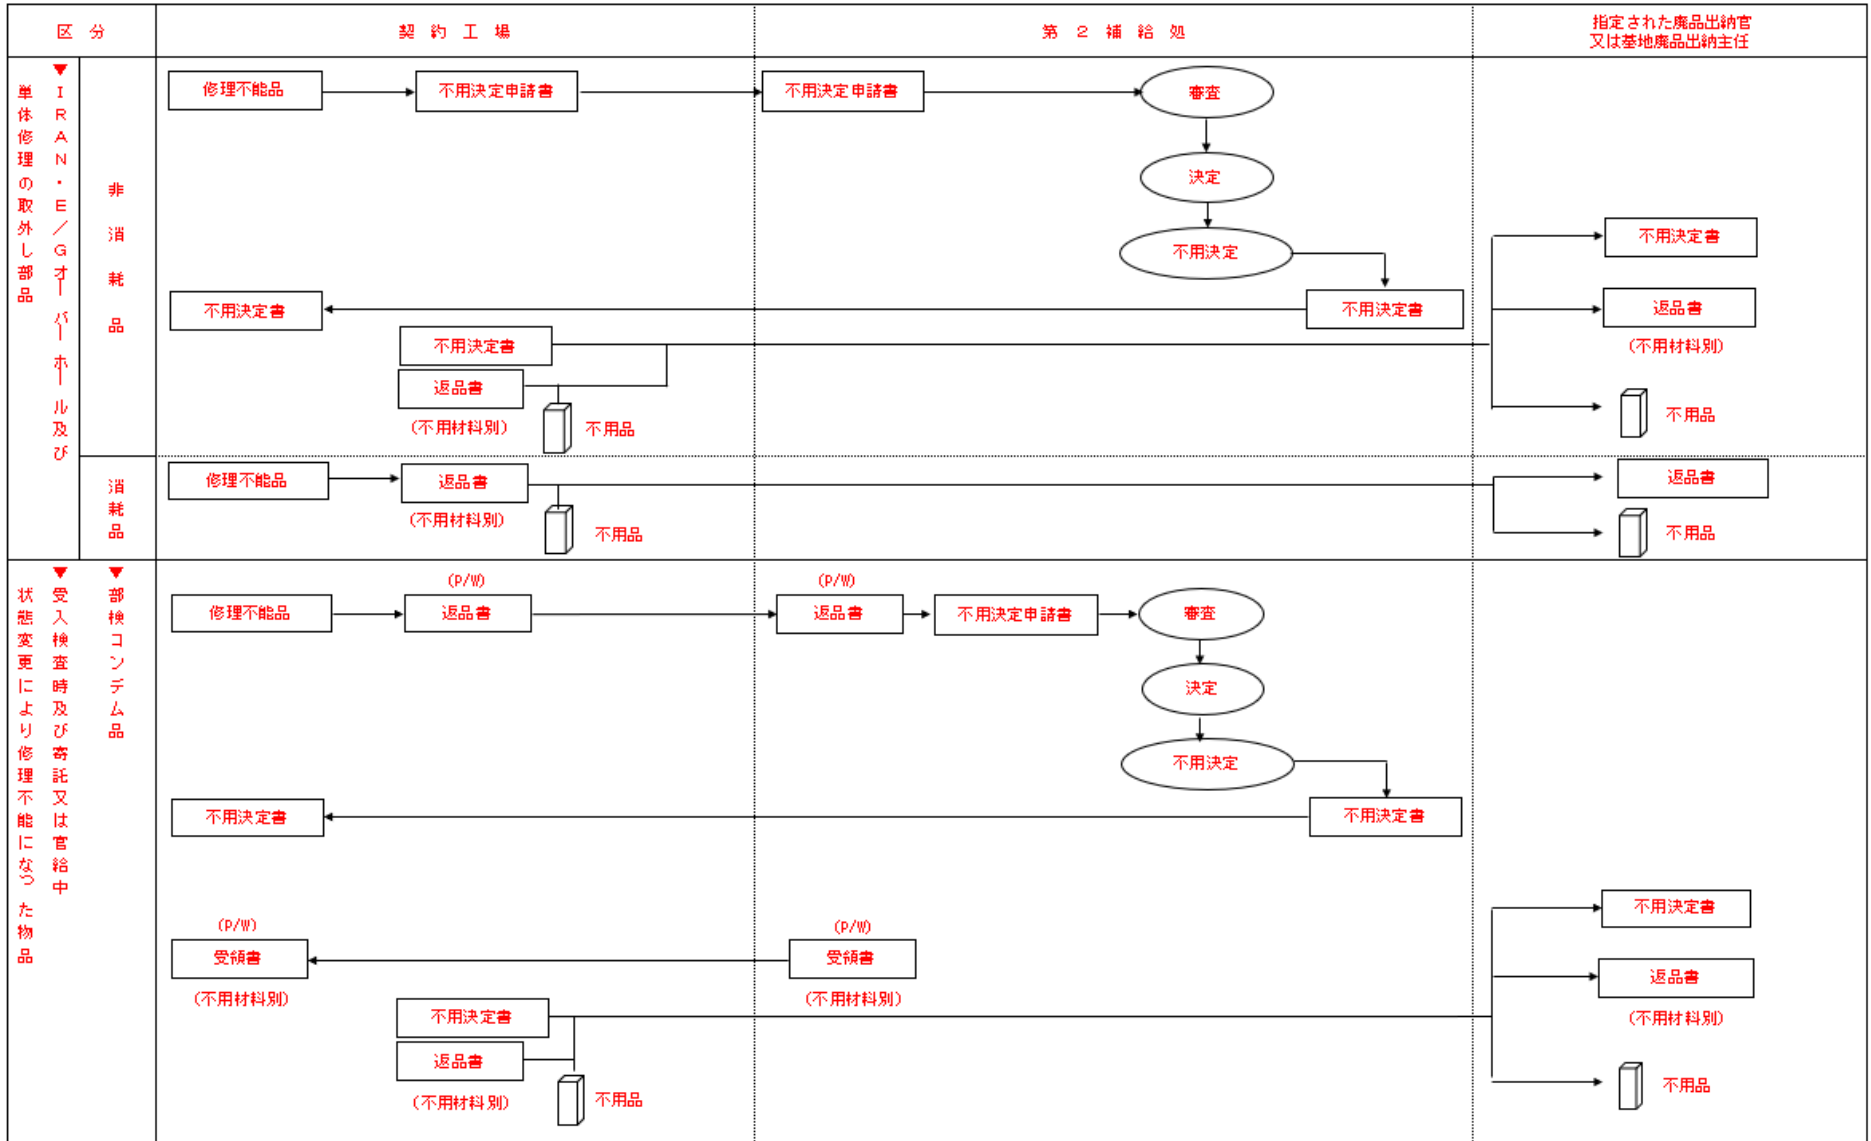 区 分
契 約 工 場
第 2 補 給 処
指定された廃品出納官
又は基地廃品出納主任
▼IRAN・E/Gオーバーホール及び
単体修理の取外し部品
非消耗品
修理不能品
不用決定申請書
不用決定申請書
審査
決定
不用決定
不用決定書
不用決定書
不用決定書
返品書
(不用材料別)
不用品
不用決定書
返品書
(不用材料別)
不用品
消耗品
修理不能品
返品書
(不用材料別)
不用品
返品書
不用品
▼部検コンデム品
▼受入検査時及び寄託又は官給中
状態変更により修理不能になつた物品
修理不能品
(P/W)
返品書
(P/W)
返品書
不用決定申請書
審査
決定
不用決定
不用決定書
不用決定書
(P/W)
受領書
(不用材料別)
(P/W)
受領書
(不用材料別)
不用決定書
返品書
(不用材料別)
不用品
不用決定書
返品書
(不用材料別)
不用品